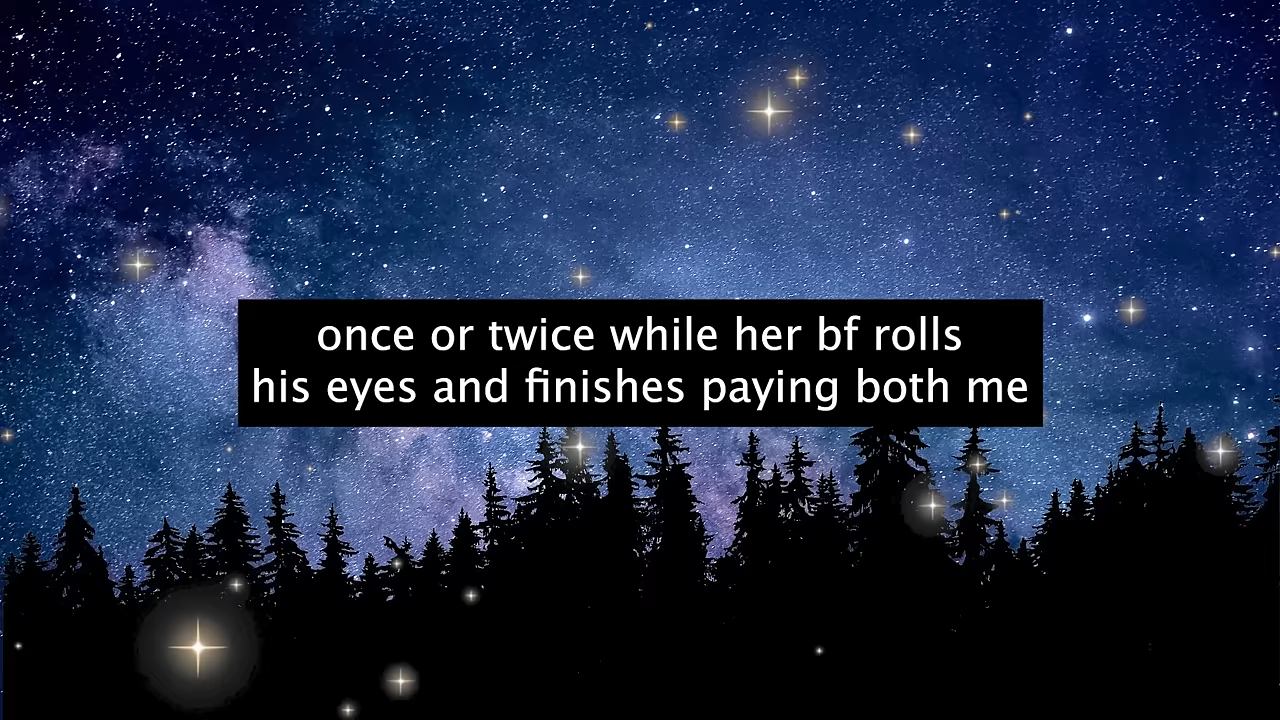 once or twice while her bf rolls
his eyes and finishes paying both me